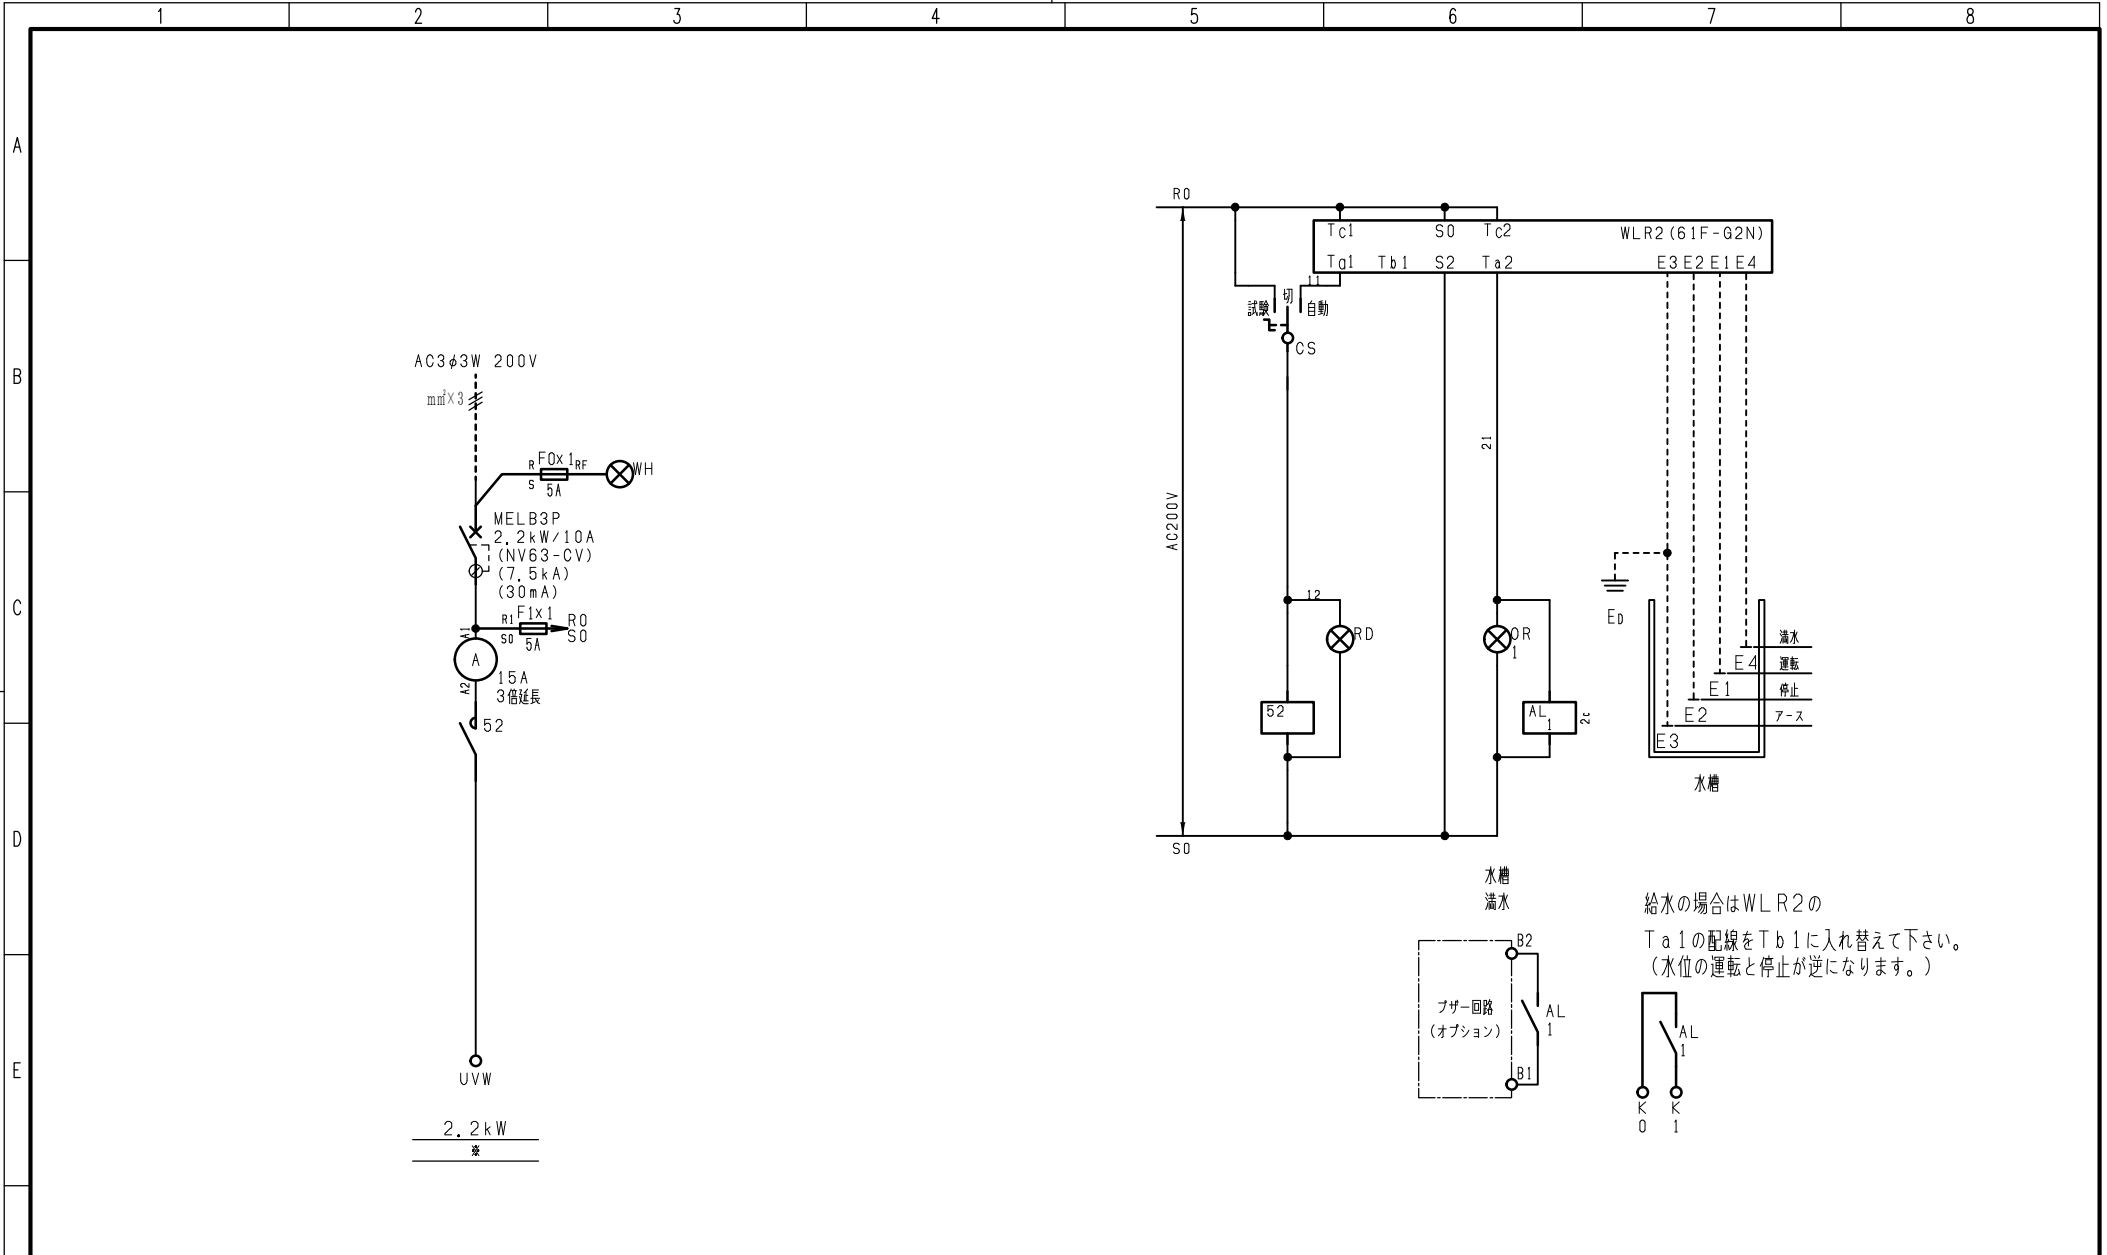 1 2 3 4 5 6 7 8
A
B
C
D
E
AC3φ3W 200V
mm²×3
R F0×1 RF
S 5A
WH
MELB3P
2.2kW/10A
(NV63-CV)
(7.5kA)
(30mA)
R1 F1×1 R0
S0 5A S0
A1
A
A2
15A
3倍延長
52
UVW
2.2kW
※
R0
AC200V
S0
Tc1 S0 Tc2 WLR2(61F-G2N)
Ta1 Tb1 S2 Ta2 E3 E2 E1 E4
11
試験 切 自動
CS
21
12
RD
OR
1
52
AL
1
2c
ED
満水
E4 運転
E1 停止
E2 アース
E3
水槽
水槽
満水
給水の場合はWLR2の
Ta1の配線をTb1に入れ替えて下さい。
(水位の運転と停止が逆になります。)
B2
ブザー回路
(オプション)
AL
1
B1
AL
1
K K
0 1